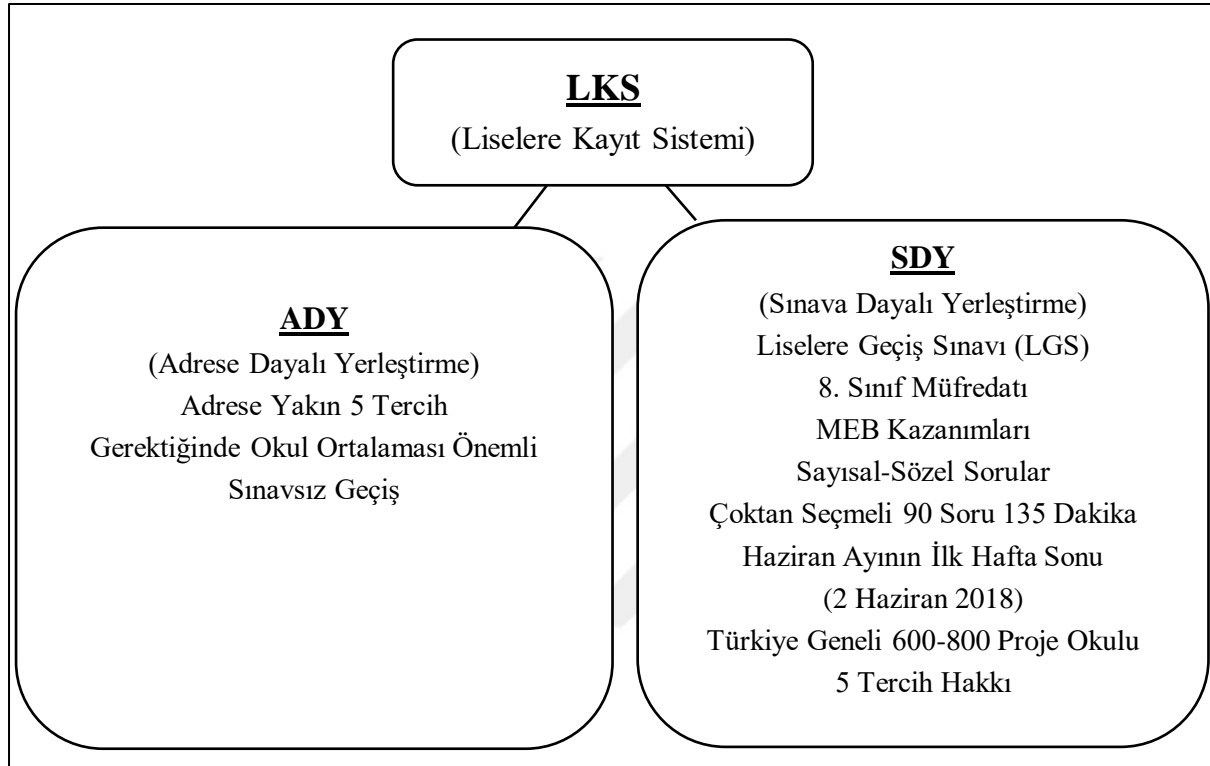 LKS
(Liselere Kayıt Sistemi)
ADY
(Adrese Dayalı Yerleştirme)
Adrese Yakın 5 Tercih
Gerektiğinde Okul Ortalaması Önemli
Sınavsız Geçiş
SDY
(Sınava Dayalı Yerleştirme)
Liselere Geçiş Sınavı (LGS)
8. Sınıf Müfredatı
MEB Kazanımları
Sayısal-Sözel Sorular
Çoktan Seçmeli 90 Soru 135 Dakika
Haziran Ayının İlk Hafta Sonu
(2 Haziran 2018)
Türkiye Geneli 600-800 Proje Okulu
5 Tercih Hakkı